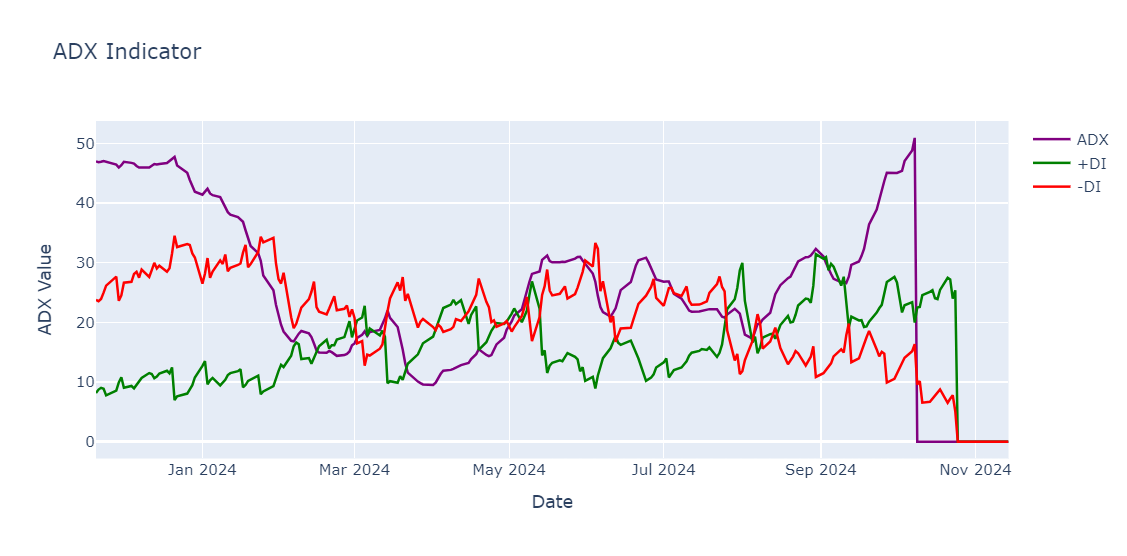 ADX Indicator
ADX Value
50
40
30
20
10
0
Jan 2024
Mar 2024
May 2024
Jul 2024
Sep 2024
Nov 2024
Date
ADX
+DI
-DI